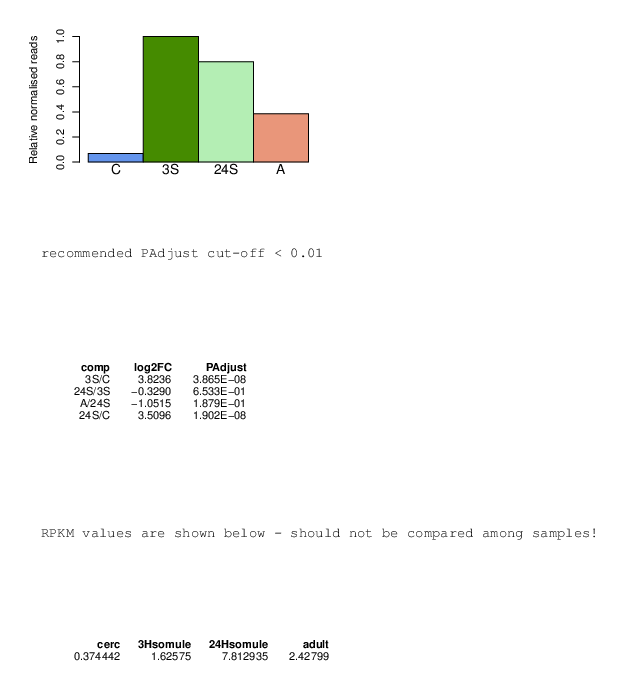 Relative normalised reads
1.0
0.8
0.6
0.4
0.2
0.0
C 3S 24S A
recommended PAdjust cut-off < 0.01
comp log2FC PAdjust
3S/C 3.8236 3.865E−08
24S/3S −0.3290 6.533E−01
A/24S −1.0515 1.879E−01
24S/C 3.5096 1.902E−08
RPKM values are shown below - should not be compared among samples!
cerc 3Hsomule 24Hsomule adult
0.374442 1.62575 7.812935 2.42799